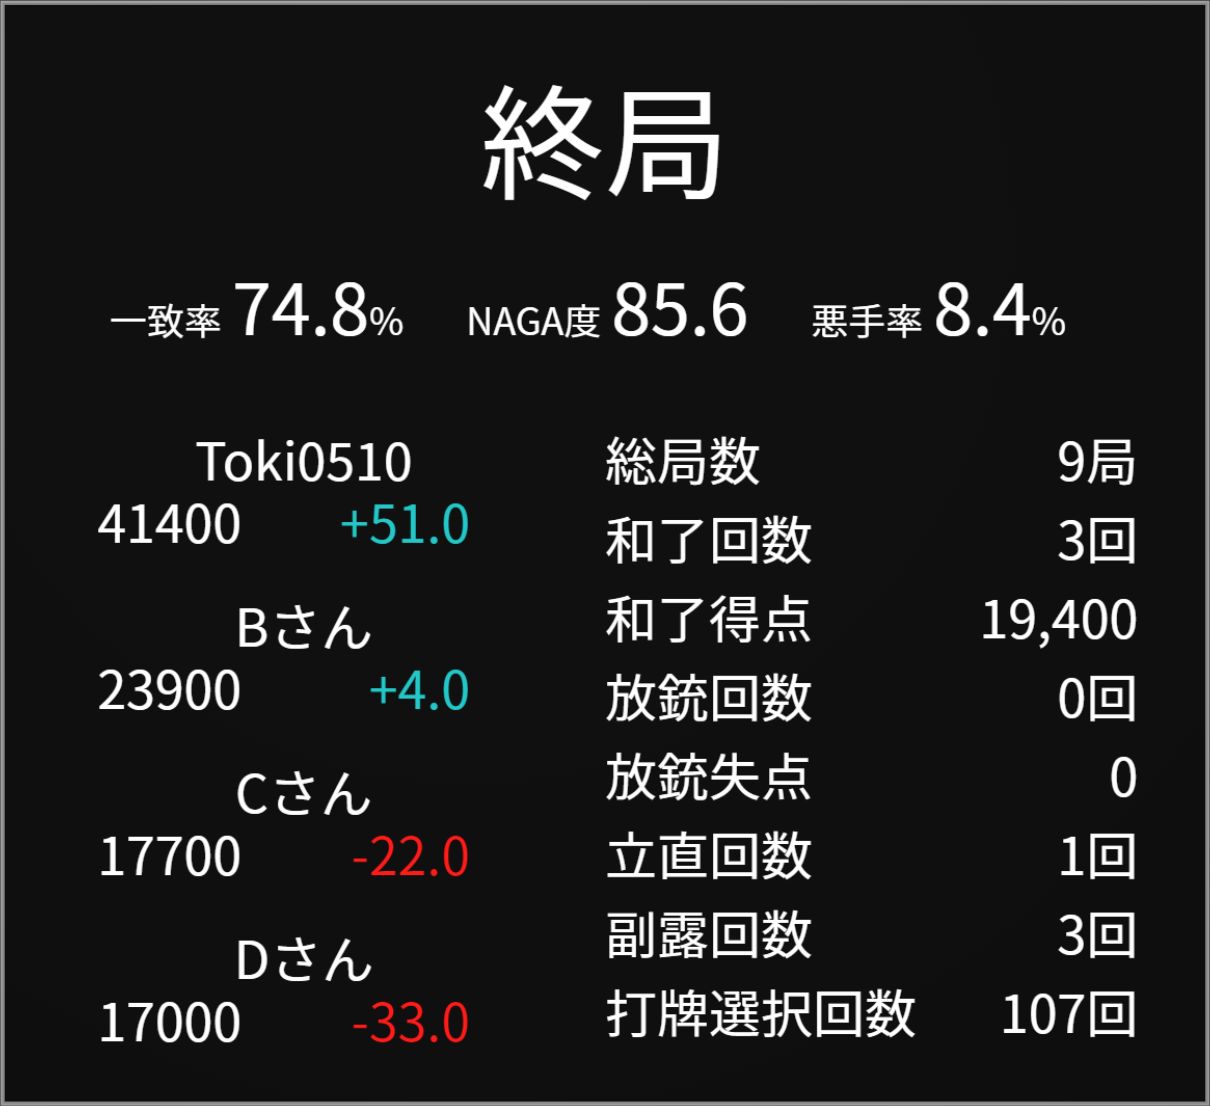 終局
一致率 74.8% NAGA度 85.6 悪手率 8.4%
Toki0510
41400 +51.0
Bさん
23900 +4.0
Cさん
17700 -22.0
Dさん
17000 -33.0
総局数 9局
和了回数 3回
和了得点 19,400
放銃回数 0回
放銃失点 0
立直回数 1回
副露回数 3回
打牌選択回数 107回